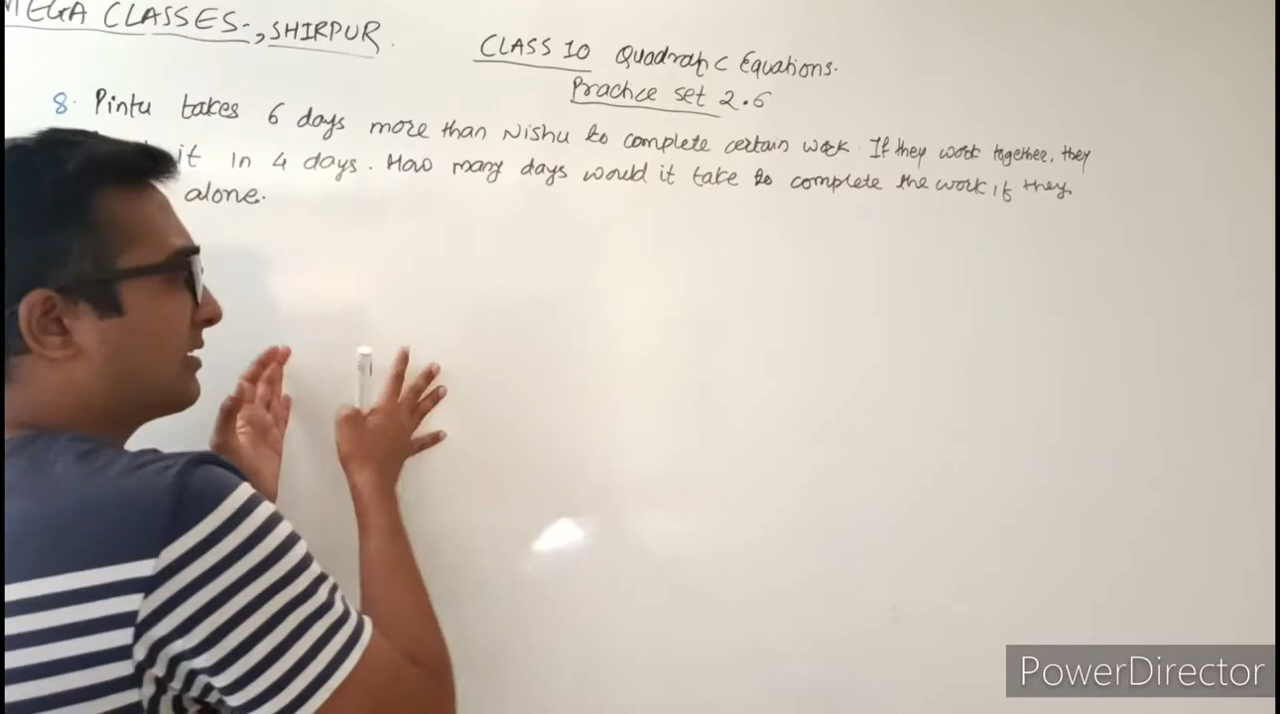 MEGA CLASSES-, SHIRPUR.
CLASS 10 Quadratic Equations.
Practice set 2.6
8. Pintu takes 6 days more than Nishu to complete certain work. If they work together, they
it in 4 days. How many days would it take to complete the work if they
alone.
PowerDirector